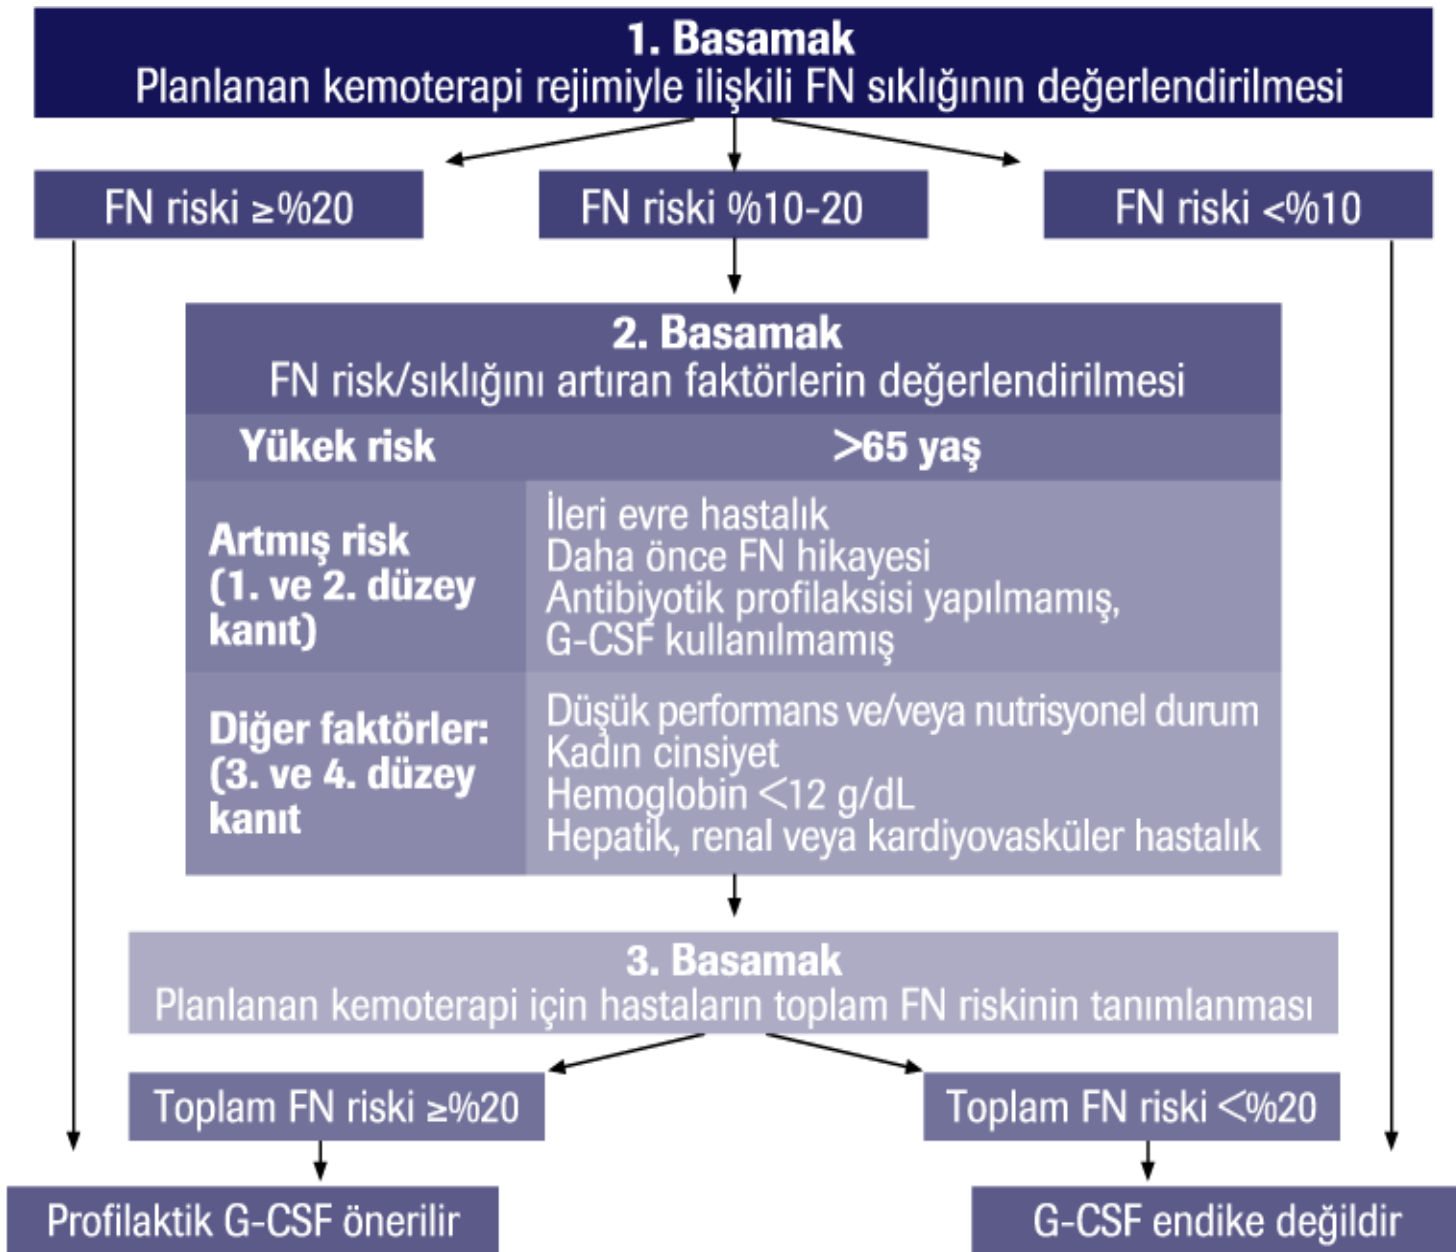 1. Basamak
Planlanan kemoterapi rejimiyle ilişkili FN sıklığının değerlendirilmesi
FN riski ≥%20
FN riski %10-20
FN riski <%10
2. Basamak
FN risk/sıklığını artıran faktörlerin değerlendirilmesi
Yükek risk
>65 yaş
Artmış risk
(1. ve 2. düzey
kanıt)
İleri evre hastalık
Daha önce FN hikayesi
Antibiyotik profilaksisi yapılmamış,
G-CSF kullanılmamış
Diğer faktörler:
(3. ve 4. düzey
kanıt
Düşük performans ve/veya nutrisyonel durum
Kadın cinsiyet
Hemoglobin <12 g/dL
Hepatik, renal veya kardiyovasküler hastalık
3. Basamak
Planlanan kemoterapi için hastaların toplam FN riskinin tanımlanması
Toplam FN riski ≥%20
Toplam FN riski <%20
Profilaktik G-CSF önerilir
G-CSF endike değildir